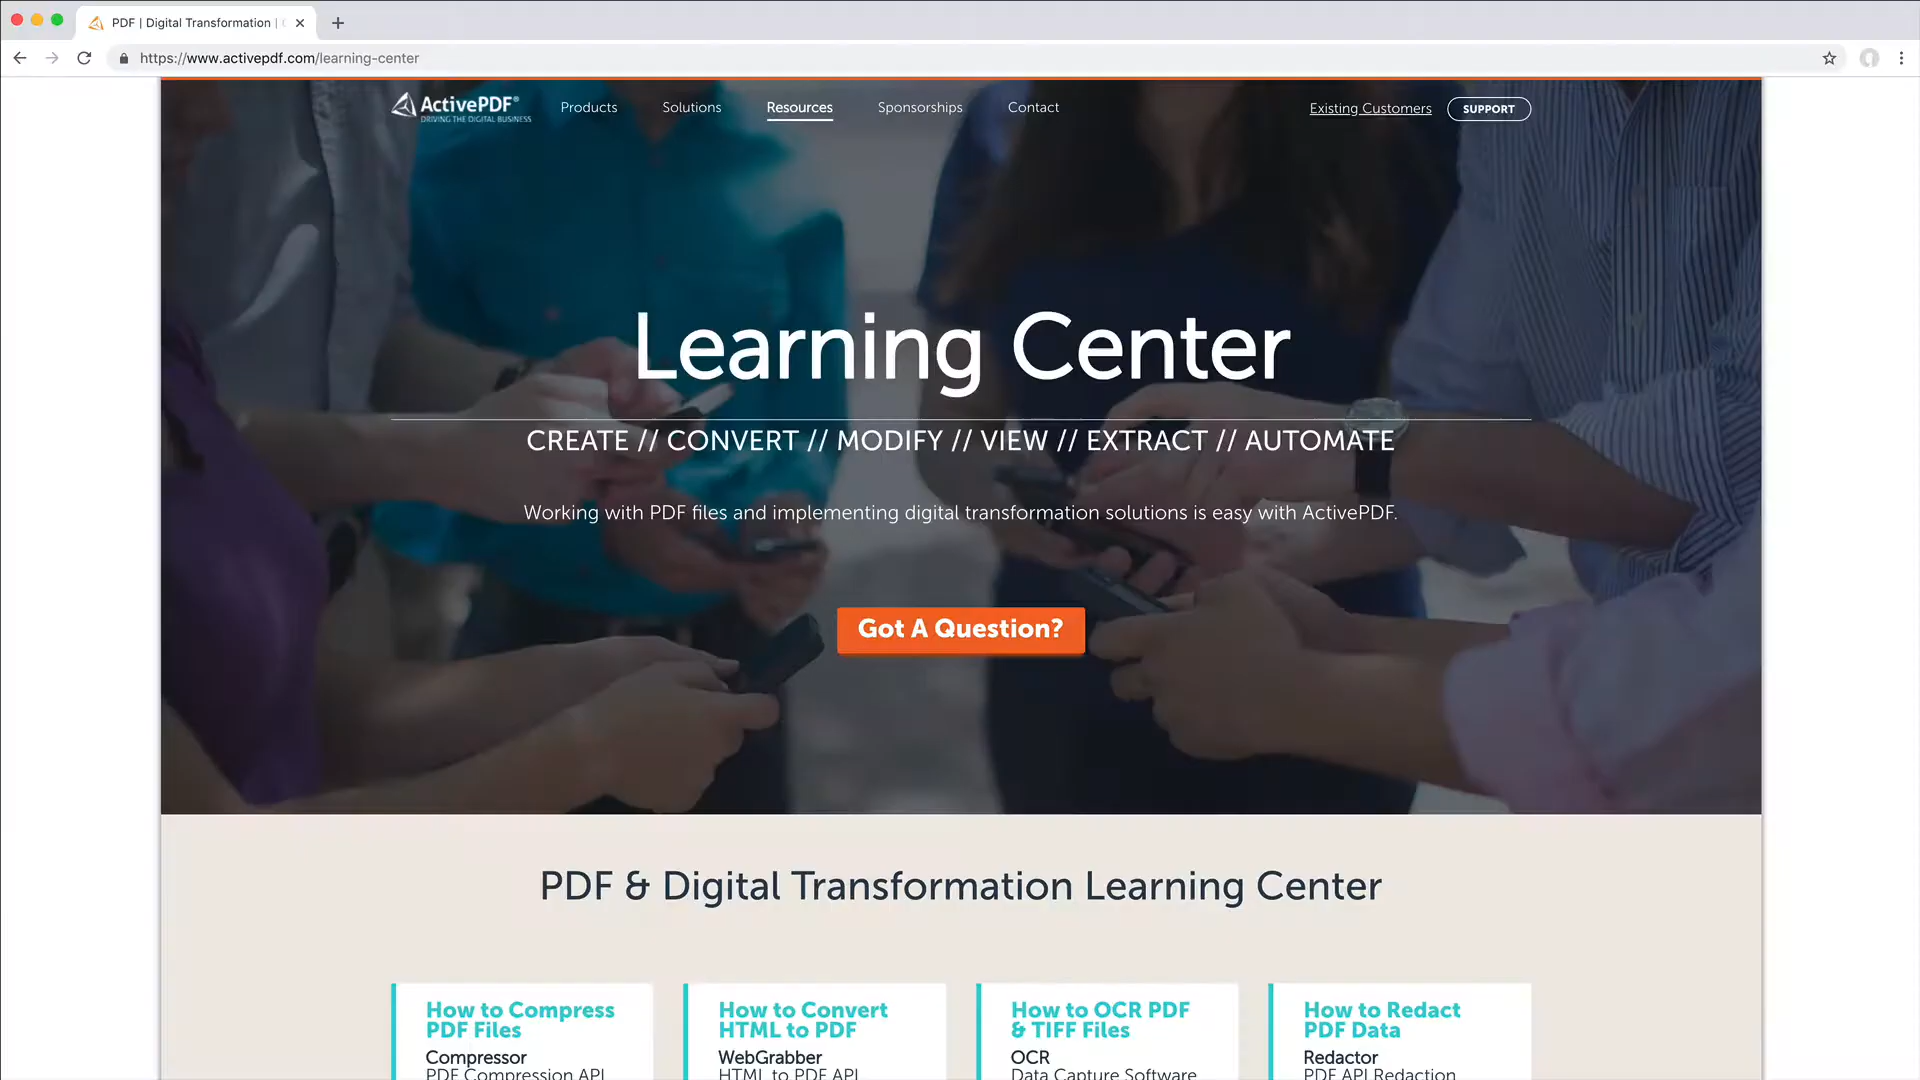 PDF | Digital Transformation |
https://www.activepdf.com/learning-center
ActivePDF®
DRIVING THE DIGITAL BUSINESS
Products
Solutions
Resources
Sponsorships
Contact
Existing Customers
SUPPORT
Learning Center
CREATE // CONVERT // MODIFY // VIEW // EXTRACT // AUTOMATE
Working with PDF files and implementing digital transformation solutions is easy with ActivePDF.
Got A Question?
PDF & Digital Transformation Learning Center
How to Compress
PDF Files
Compressor
PDF Compression API
How to Convert
HTML to PDF
WebGrabber
HTML to PDF API
How to OCR PDF
& TIFF Files
OCR
Data Capture Software
How to Redact
PDF Data
Redactor
PDF API Redaction